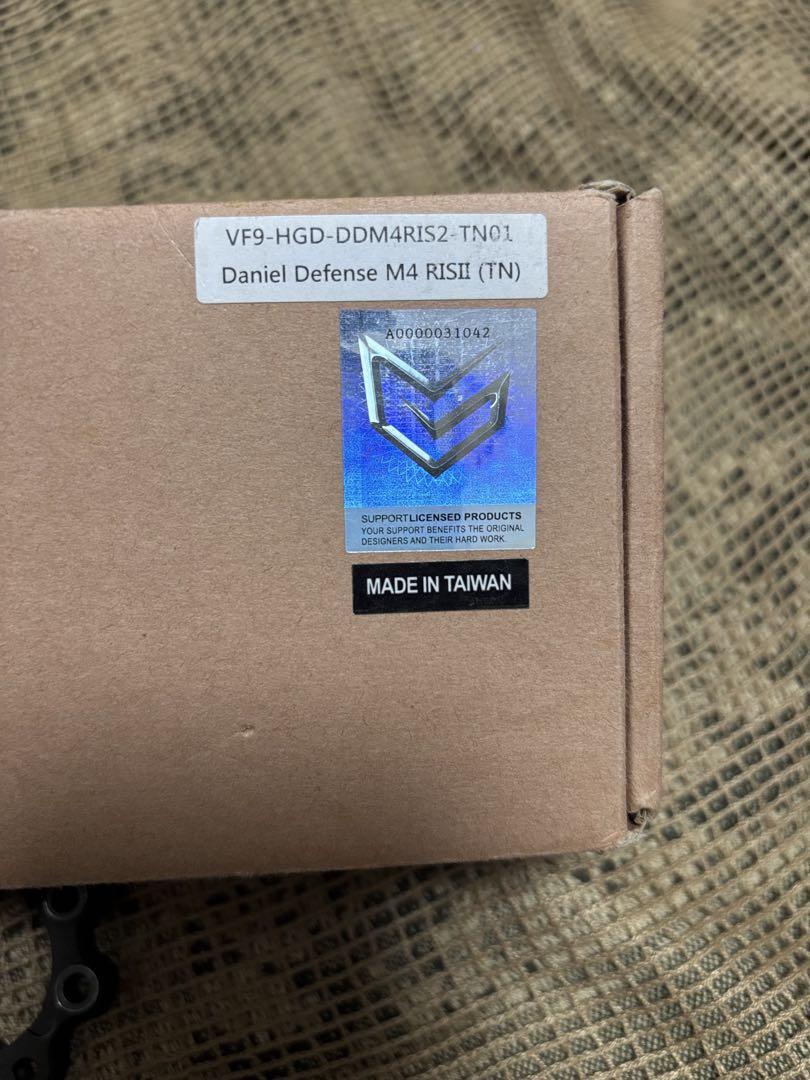 VF9-HGD-DDM4RIS2-TN01
Daniel Defense M4 RISII (TN)
A0000031042
SUPPORTLICENSED PRODUCTS
YOUR SUPPORT BENEFITS THE ORIGINAL
DESIGNERS AND THEIR HARD WORK.
MADE IN TAIWAN